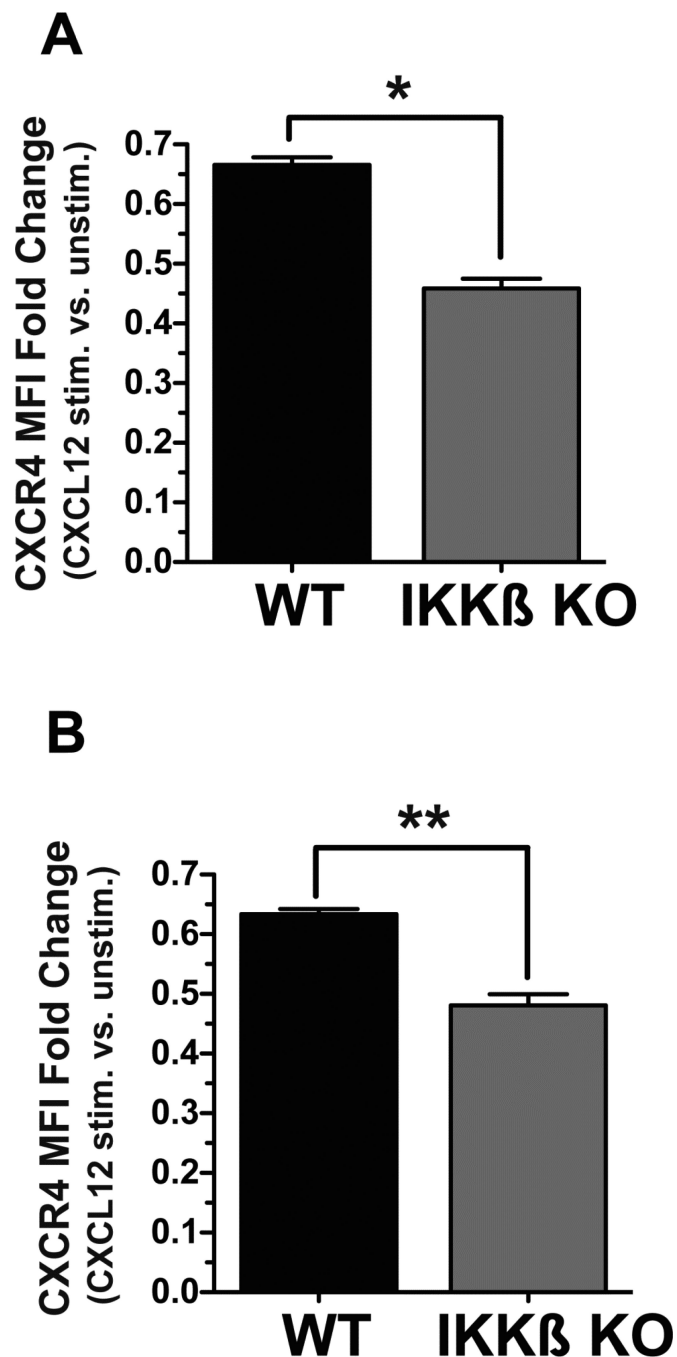 A
*
CXCR4 MFI Fold Change
(CXCL12 stim. vs. unstim.)
0.7
0.6
0.5
0.4
0.3
0.2
0.1
0.0
WT IKKß KO
B
**
CXCR4 MFI Fold Change
(CXCL12 stim. vs. unstim.)
0.7
0.6
0.5
0.4
0.3
0.2
0.1
0.0
WT IKKß KO